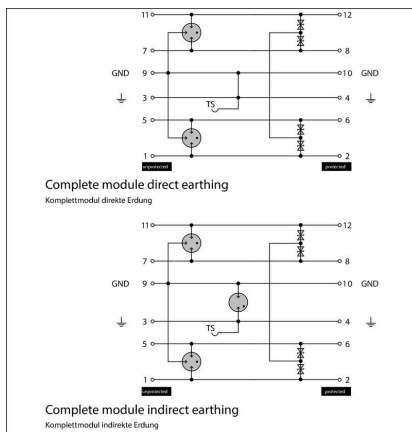 11 12
7 8
GND 9 10 GND
3 4
TS
5 6
1 2
unprotected protected
Complete module direct earthing
Komplettmodul direkte Erdung
11 12
7 8
GND 9 10 GND
3 4
TS
5 6
1 2
unprotected protected
Complete module indirect earthing
Komplettmodul indirekte Erdung